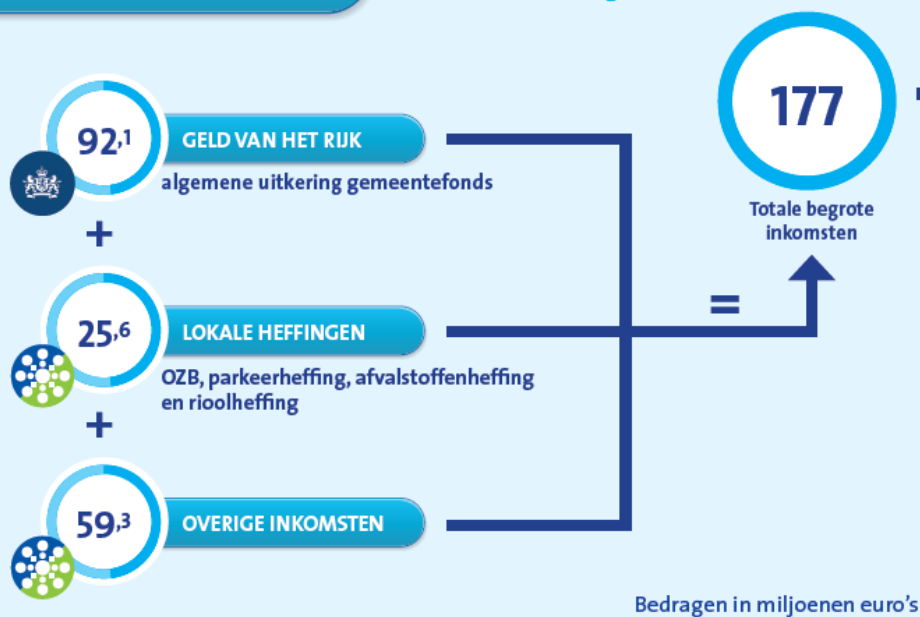 92,1
GELD VAN HET RIJK
algemene uitkering gemeentefonds
+
25,6
LOKALE HEFFINGEN
OZB, parkeerheffing, afvalstoffenheffing
en rioolheffing
+
59,3
OVERIGE INKOMSTEN
=
177
Totale begrote
inkomsten
Bedragen in miljoenen euro's